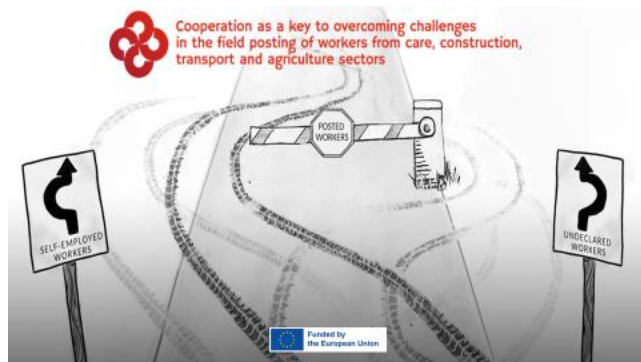 Cooperation as a key to overcoming challenges
in the field posting of workers from care, construction,
transport and agriculture sectors
POSTED
WORKERS
SELF-EMPLOYED
WORKERS
UNDECLARED
WORKERS
Funded by
the European Union